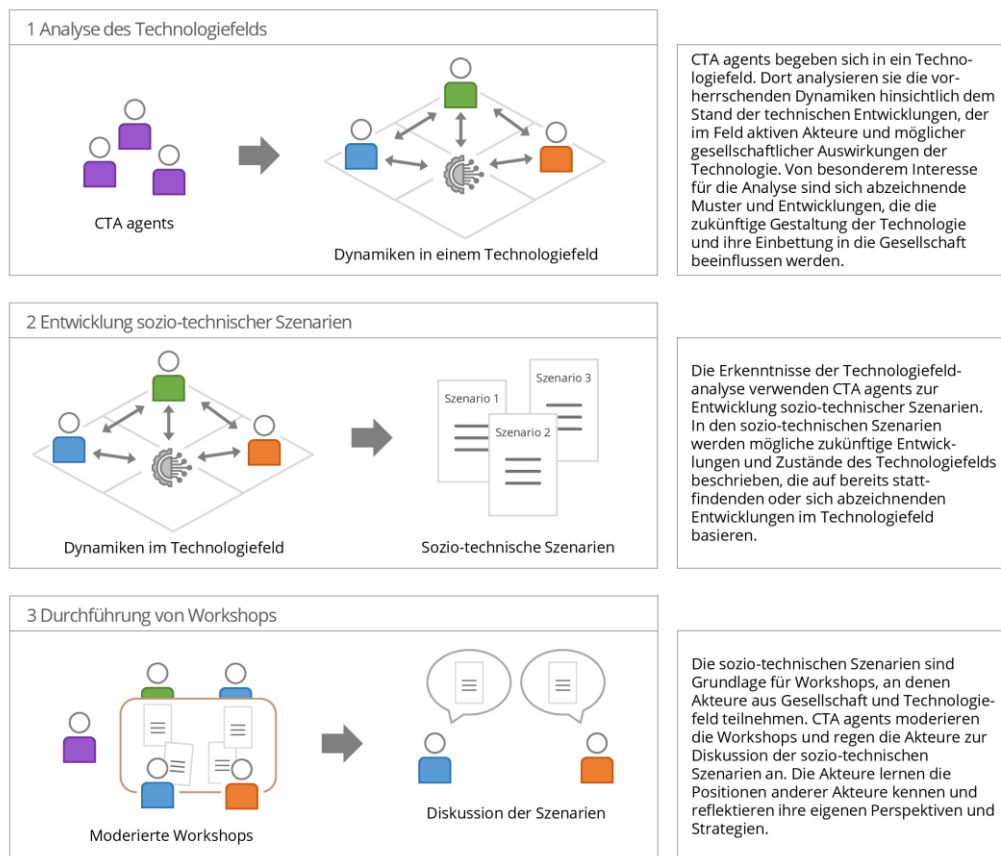 1 Analyse des Technologiefelds
CTA agents
Dynamiken in einem Technologiefeld
CTA agents begeben sich in ein Techno-
logiefeld. Dort analysieren sie die vor-
herrschenden Dynamiken hinsichtlich dem
Stand der technischen Entwicklungen, der
im Feld aktiven Akteure und möglicher
gesellschaftlicher Auswirkungen der
Technologie. Von besonderem Interesse
für die Analyse sind sich abzeichnende
Muster und Entwicklungen, die die
zukünftige Gestaltung der Technologie
und ihre Einbettung in die Gesellschaft
beeinflussen werden.
2 Entwicklung sozio-technischer Szenarien
Szenario 1
Szenario 2
Szenario 3
Dynamiken im Technologiefeld
Sozio-technische Szenarien
Die Erkenntnisse der Technologiefeld-
analyse verwenden CTA agents zur
Entwicklung sozio-technischer Szenarien.
In den sozio-technischen Szenarien
werden mögliche zukünftige Entwick-
lungen und Zustände des Technologiefelds
beschrieben, die auf bereits statt-
findenden oder sich abzeichnenden
Entwicklungen im Technologiefeld
basieren.
3 Durchführung von Workshops
Moderierte Workshops
Diskussion der Szenarien
Die sozio-technischen Szenarien sind
Grundlage für Workshops, an denen
Akteure aus Gesellschaft und Technologie-
feld teilnehmen. CTA agents moderieren
die Workshops und regen die Akteure zur
Diskussion der sozio-technischen
Szenarien an. Die Akteure lernen die
Positionen anderer Akteure kennen und
reflektieren ihre eigenen Perspektiven und
Strategien.